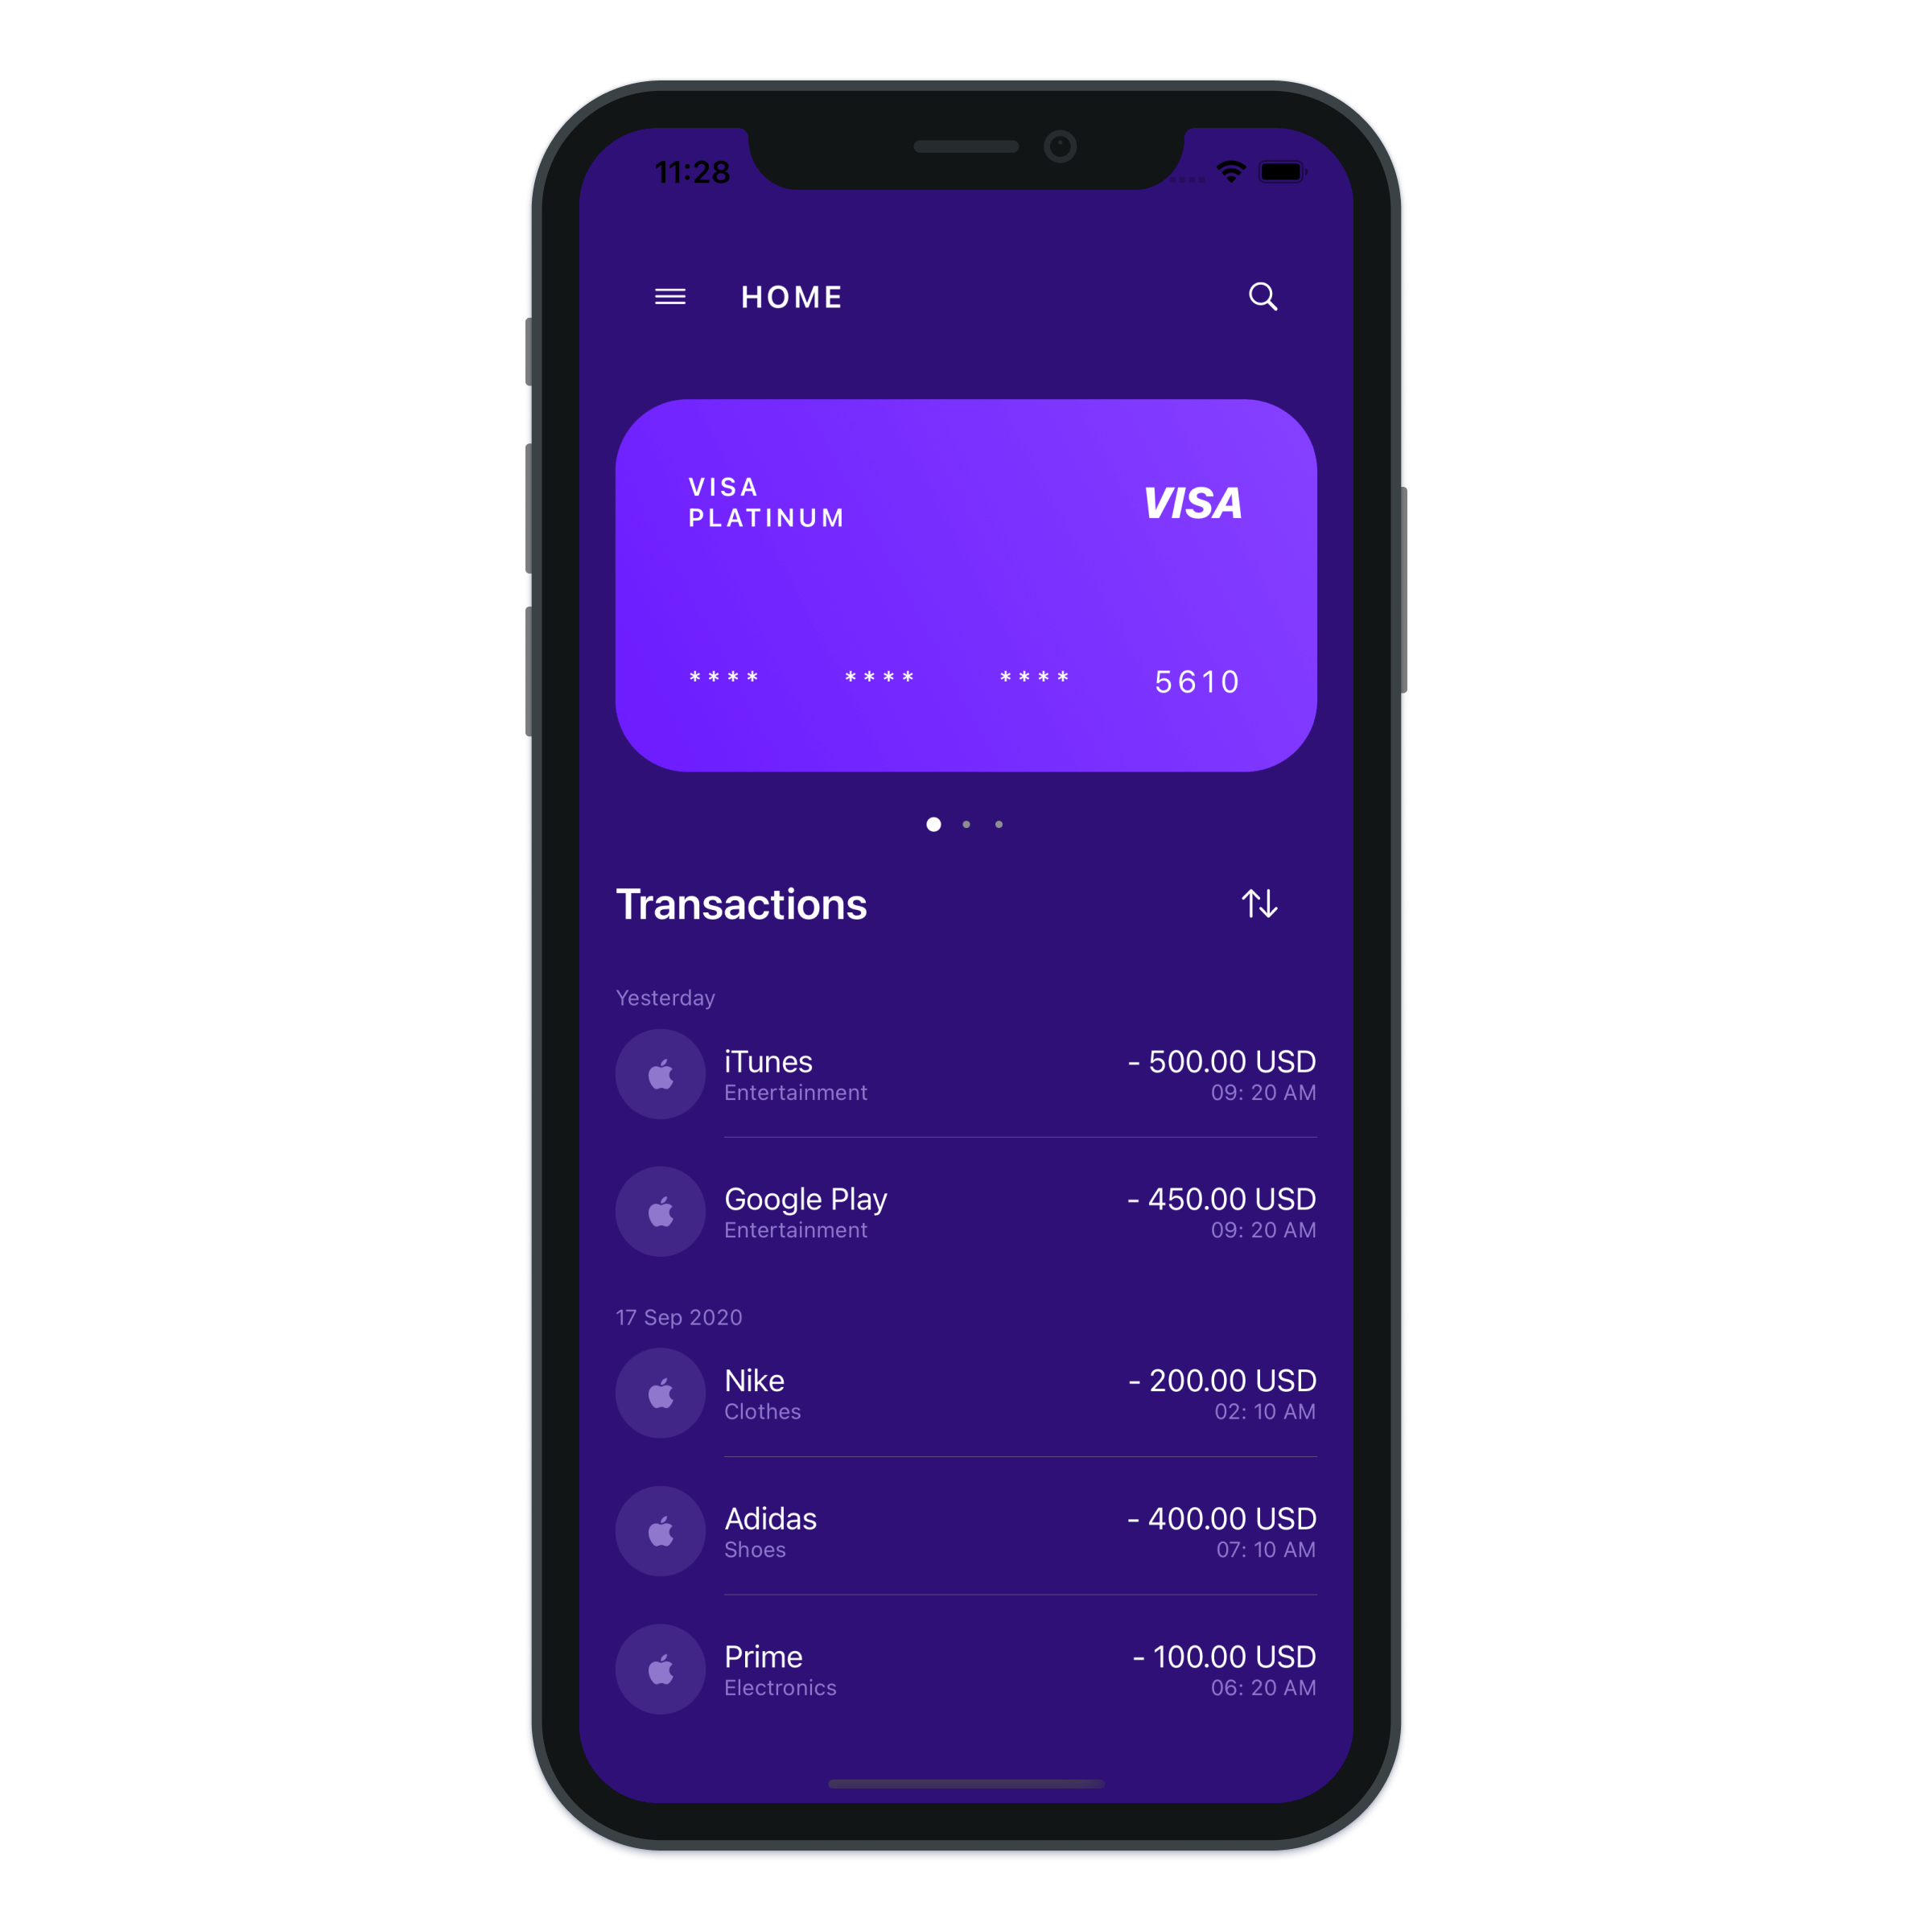 11:28
HOME
VISA
PLATINUM
VISA
**** **** **** 5610
Transactions
Yesterday
iTunes - 500.00 USD
Entertainment 09: 20 AM
Google Play - 450.00 USD
Entertainment 09: 20 AM
17 Sep 2020
Nike - 200.00 USD
Clothes 02: 10 AM
Adidas - 400.00 USD
Shoes 07: 10 AM
Prime - 100.00 USD
Electronics 06: 20 AM